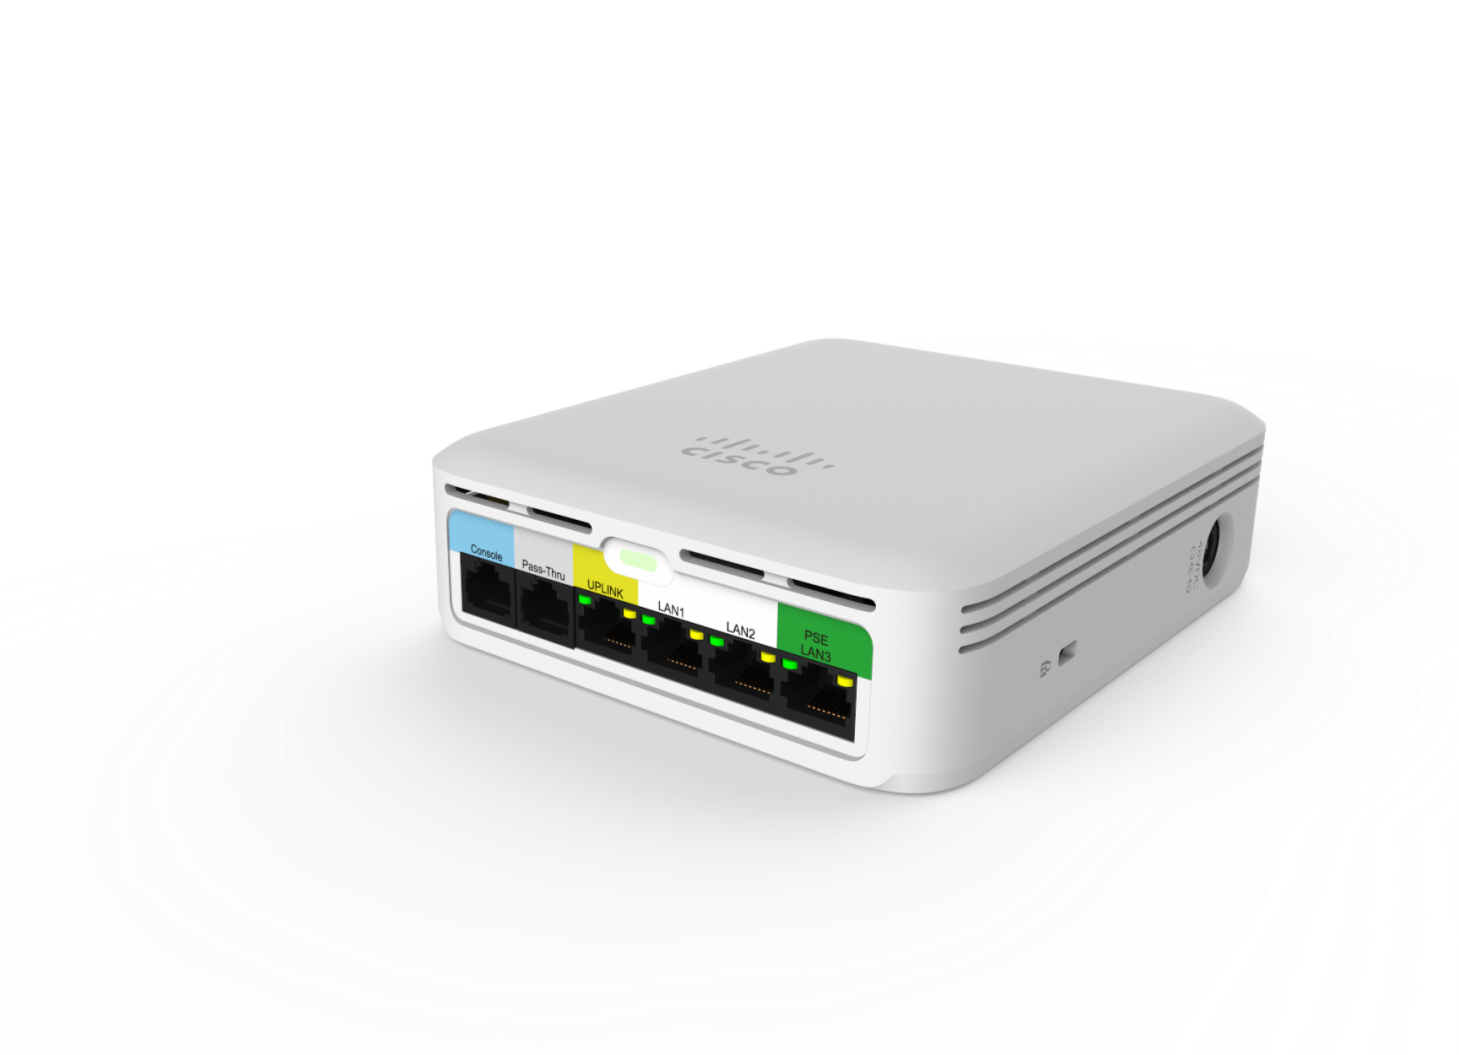 CISCO
Console
Pass-Thru
UPLINK
LAN1
LAN2
PSE
LAN3